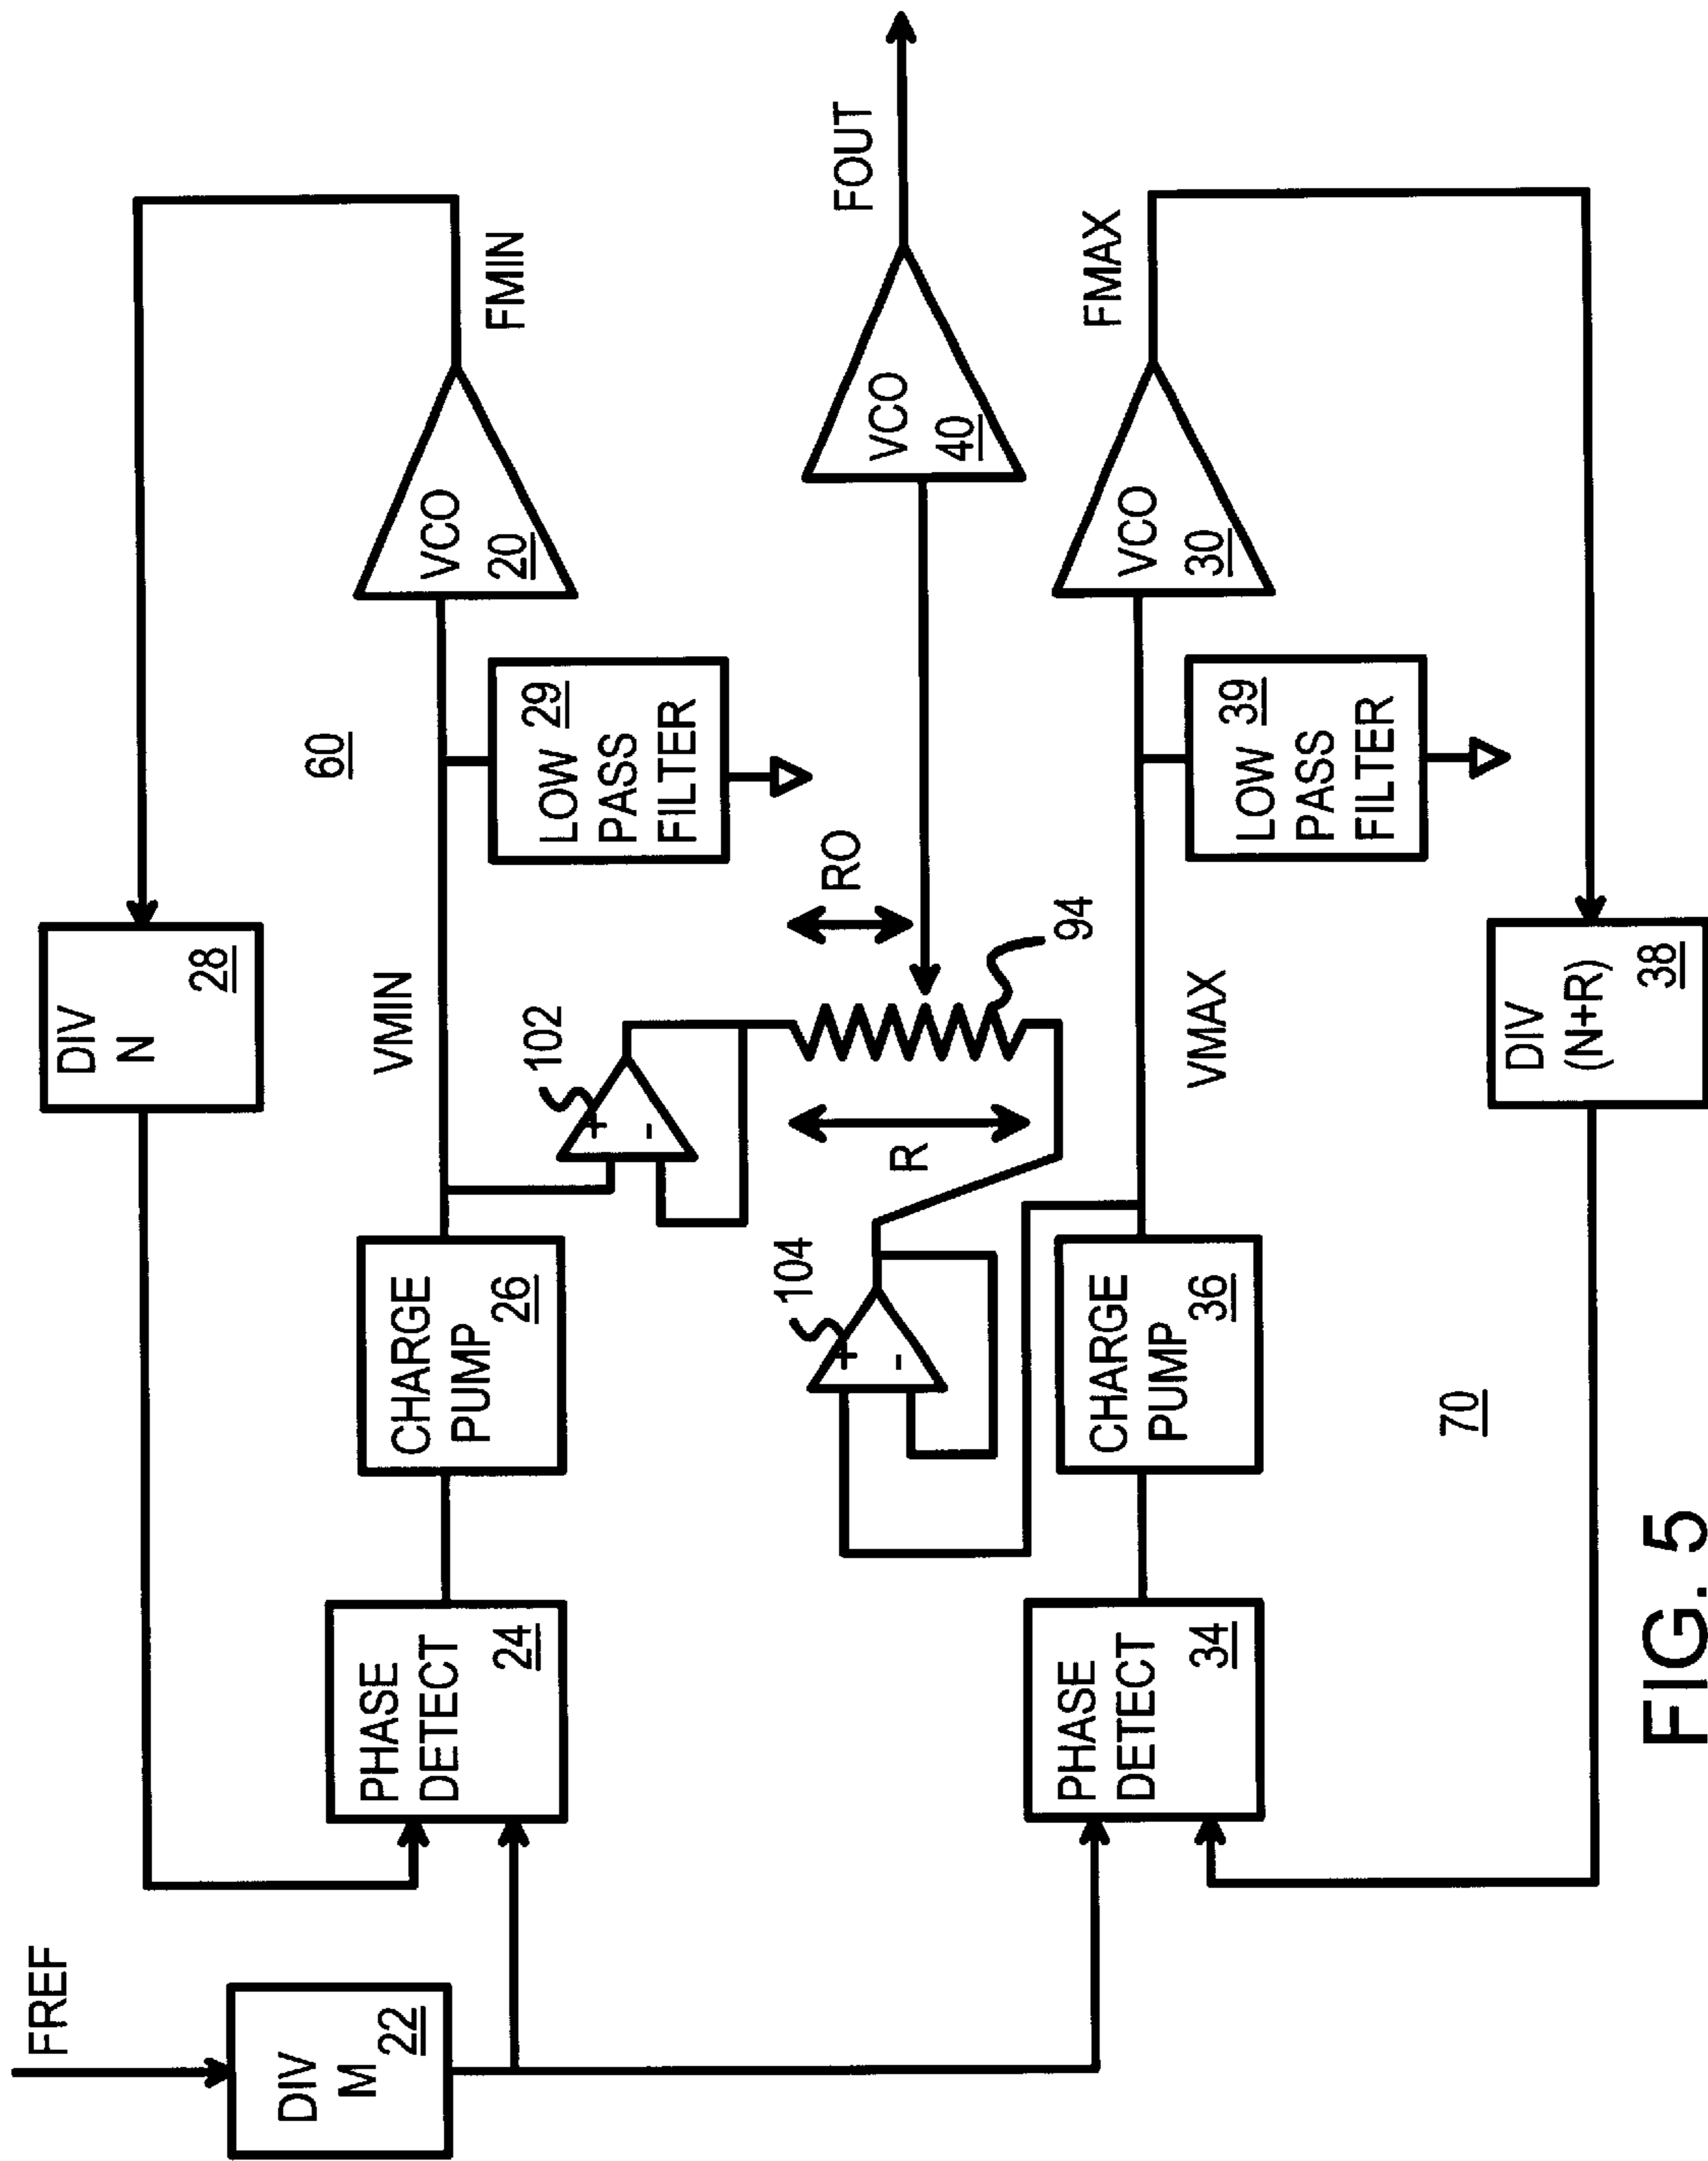 FREF
DIV
M
22
DIV
N
28
PHASE
DETECT
24
CHARGE
PUMP
26
VMIN
60
LOW 29
PASS
FILTER
VCO
20
FMIN
102
+
-
104
+
-
R
RO
94
VCO
40
FOUT
PHASE
DETECT
34
CHARGE
PUMP
36
VMAX
LOW 39
PASS
FILTER
VCO
30
FMAX
70
DIV
(N+R)
38
FIG. 5